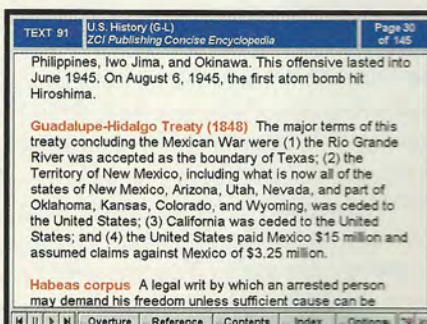 TEXT 91
U.S. History (G-L)
ZCI Publishing Concise Encyclopedia
Page 30
of 145
Philippines, Iwo Jima, and Okinawa. This offensive lasted into
June 1945. On August 6, 1945, the first atom bomb hit
Hiroshima.
Guadalupe-Hidalgo Treaty (1848) The major terms of this
treaty concluding the Mexican War were (1) the Rio Grande
River was accepted as the boundary of Texas; (2) the
Territory of New Mexico, including what is now all of the
states of New Mexico, Arizona, Utah, Nevada, and part of
Oklahoma, Kansas, Colorado, and Wyoming, was ceded to
the United States; (3) California was ceded to the United
States; and (4) the United States paid Mexico $15 million and
assumed claims against Mexico of $3.25 million.
Habeas corpus A legal writ by which an arrested person
may demand his freedom unless sufficient cause can be
Overture Reference Contents Index Options